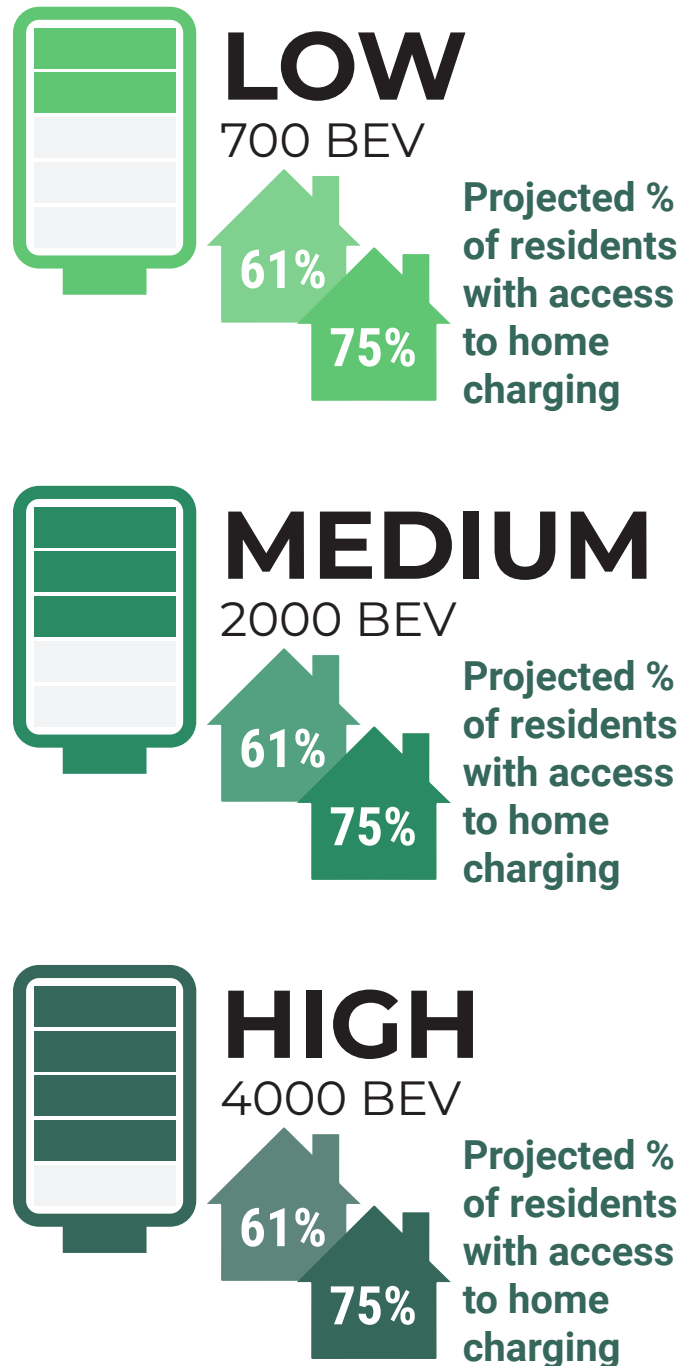 LOW
700 BEV
61%
75%
Projected %
of residents
with access
to home
charging
MEDIUM
2000 BEV
61%
75%
Projected %
of residents
with access
to home
charging
HIGH
4000 BEV
61%
75%
Projected %
of residents
with access
to home
charging